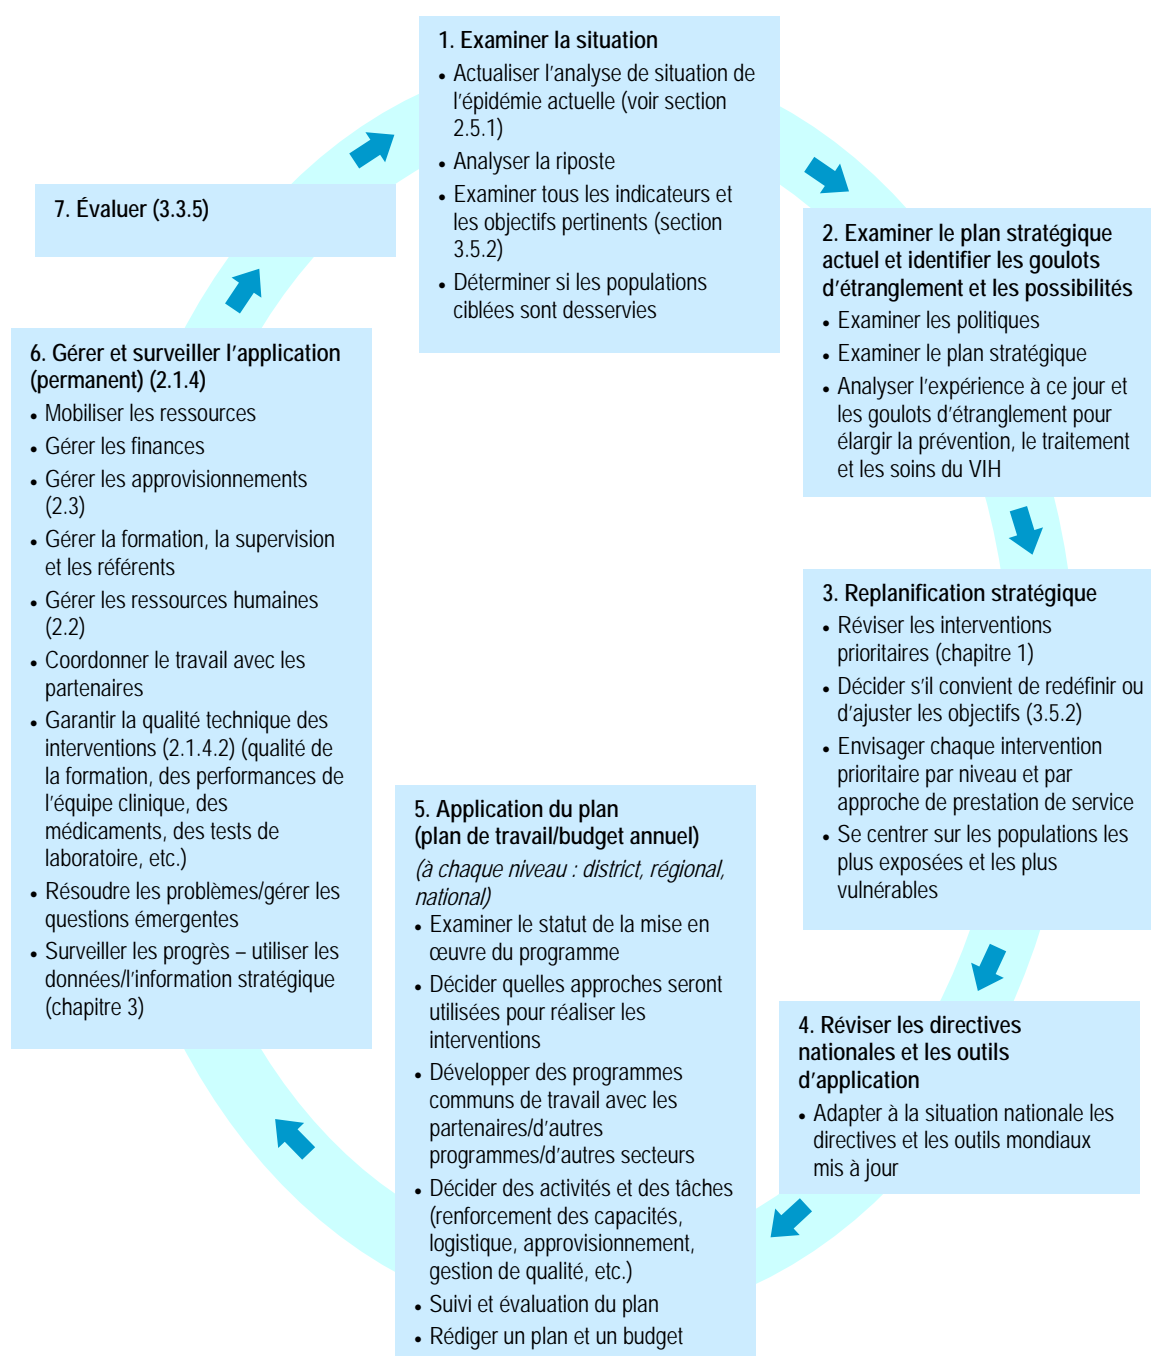 1. Examiner la situation
• Actualiser l’analyse de situation de
l’épidémie actuelle (voir section
2.5.1)
• Analyser la riposte
• Examiner tous les indicateurs et
les objectifs pertinents (section
3.5.2)
• Déterminer si les populations
ciblées sont desservies
2. Examiner le plan stratégique
actuel et identifier les goulots
d’étranglement et les possibilités
• Examiner les politiques
• Examiner le plan stratégique
• Analyser l’expérience à ce jour et
les goulots d’étranglement pour
élargir la prévention, le traitement
et les soins du VIH
3. Replanification stratégique
• Réviser les interventions
prioritaires (chapitre 1)
• Décider s’il convient de redéfinir ou
d’ajuster les objectifs (3.5.2)
• Envisager chaque intervention
prioritaire par niveau et par
approche de prestation de service
• Se centrer sur les populations les
plus exposées et les plus
vulnérables
4. Réviser les directives
nationales et les outils
d’application
• Adapter à la situation nationale les
directives et les outils mondiaux
mis à jour
5. Application du plan
(plan de travail/budget annuel)
(à chaque niveau : district, régional,
national)
• Examiner le statut de la mise en
œuvre du programme
• Décider quelles approches seront
utilisées pour réaliser les
interventions
• Développer des programmes
communs de travail avec les
partenaires/d’autres
programmes/d’autres secteurs
• Décider des activités et des tâches
(renforcement des capacités,
logistique, approvisionnement,
gestion de qualité, etc.)
• Suivi et évaluation du plan
• Rédiger un plan et un budget
6. Gérer et surveiller l’application
(permanent) (2.1.4)
• Mobiliser les ressources
• Gérer les finances
• Gérer les approvisionnements
(2.3)
• Gérer la formation, la supervision
et les référents
• Gérer les ressources humaines
(2.2)
• Coordonner le travail avec les
partenaires
• Garantir la qualité technique des
interventions (2.1.4.2) (qualité de
la formation, des performances de
l’équipe clinique, des
médicaments, des tests de
laboratoire, etc.)
• Résoudre les problèmes/gérer les
questions émergentes
• Surveiller les progrès – utiliser les
données/l’information stratégique
(chapitre 3)
7. Évaluer (3.3.5)